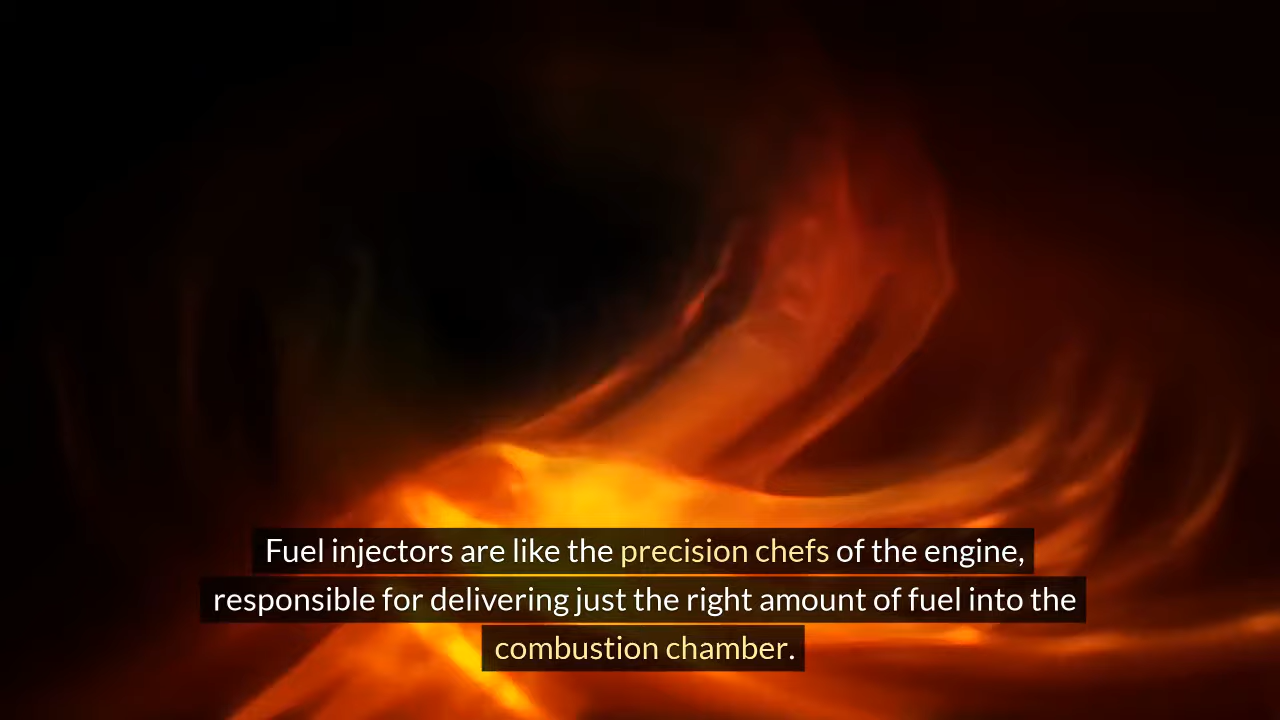 Fuel injectors are like the precision chefs of the engine,
responsible for delivering just the right amount of fuel into the
combustion chamber.